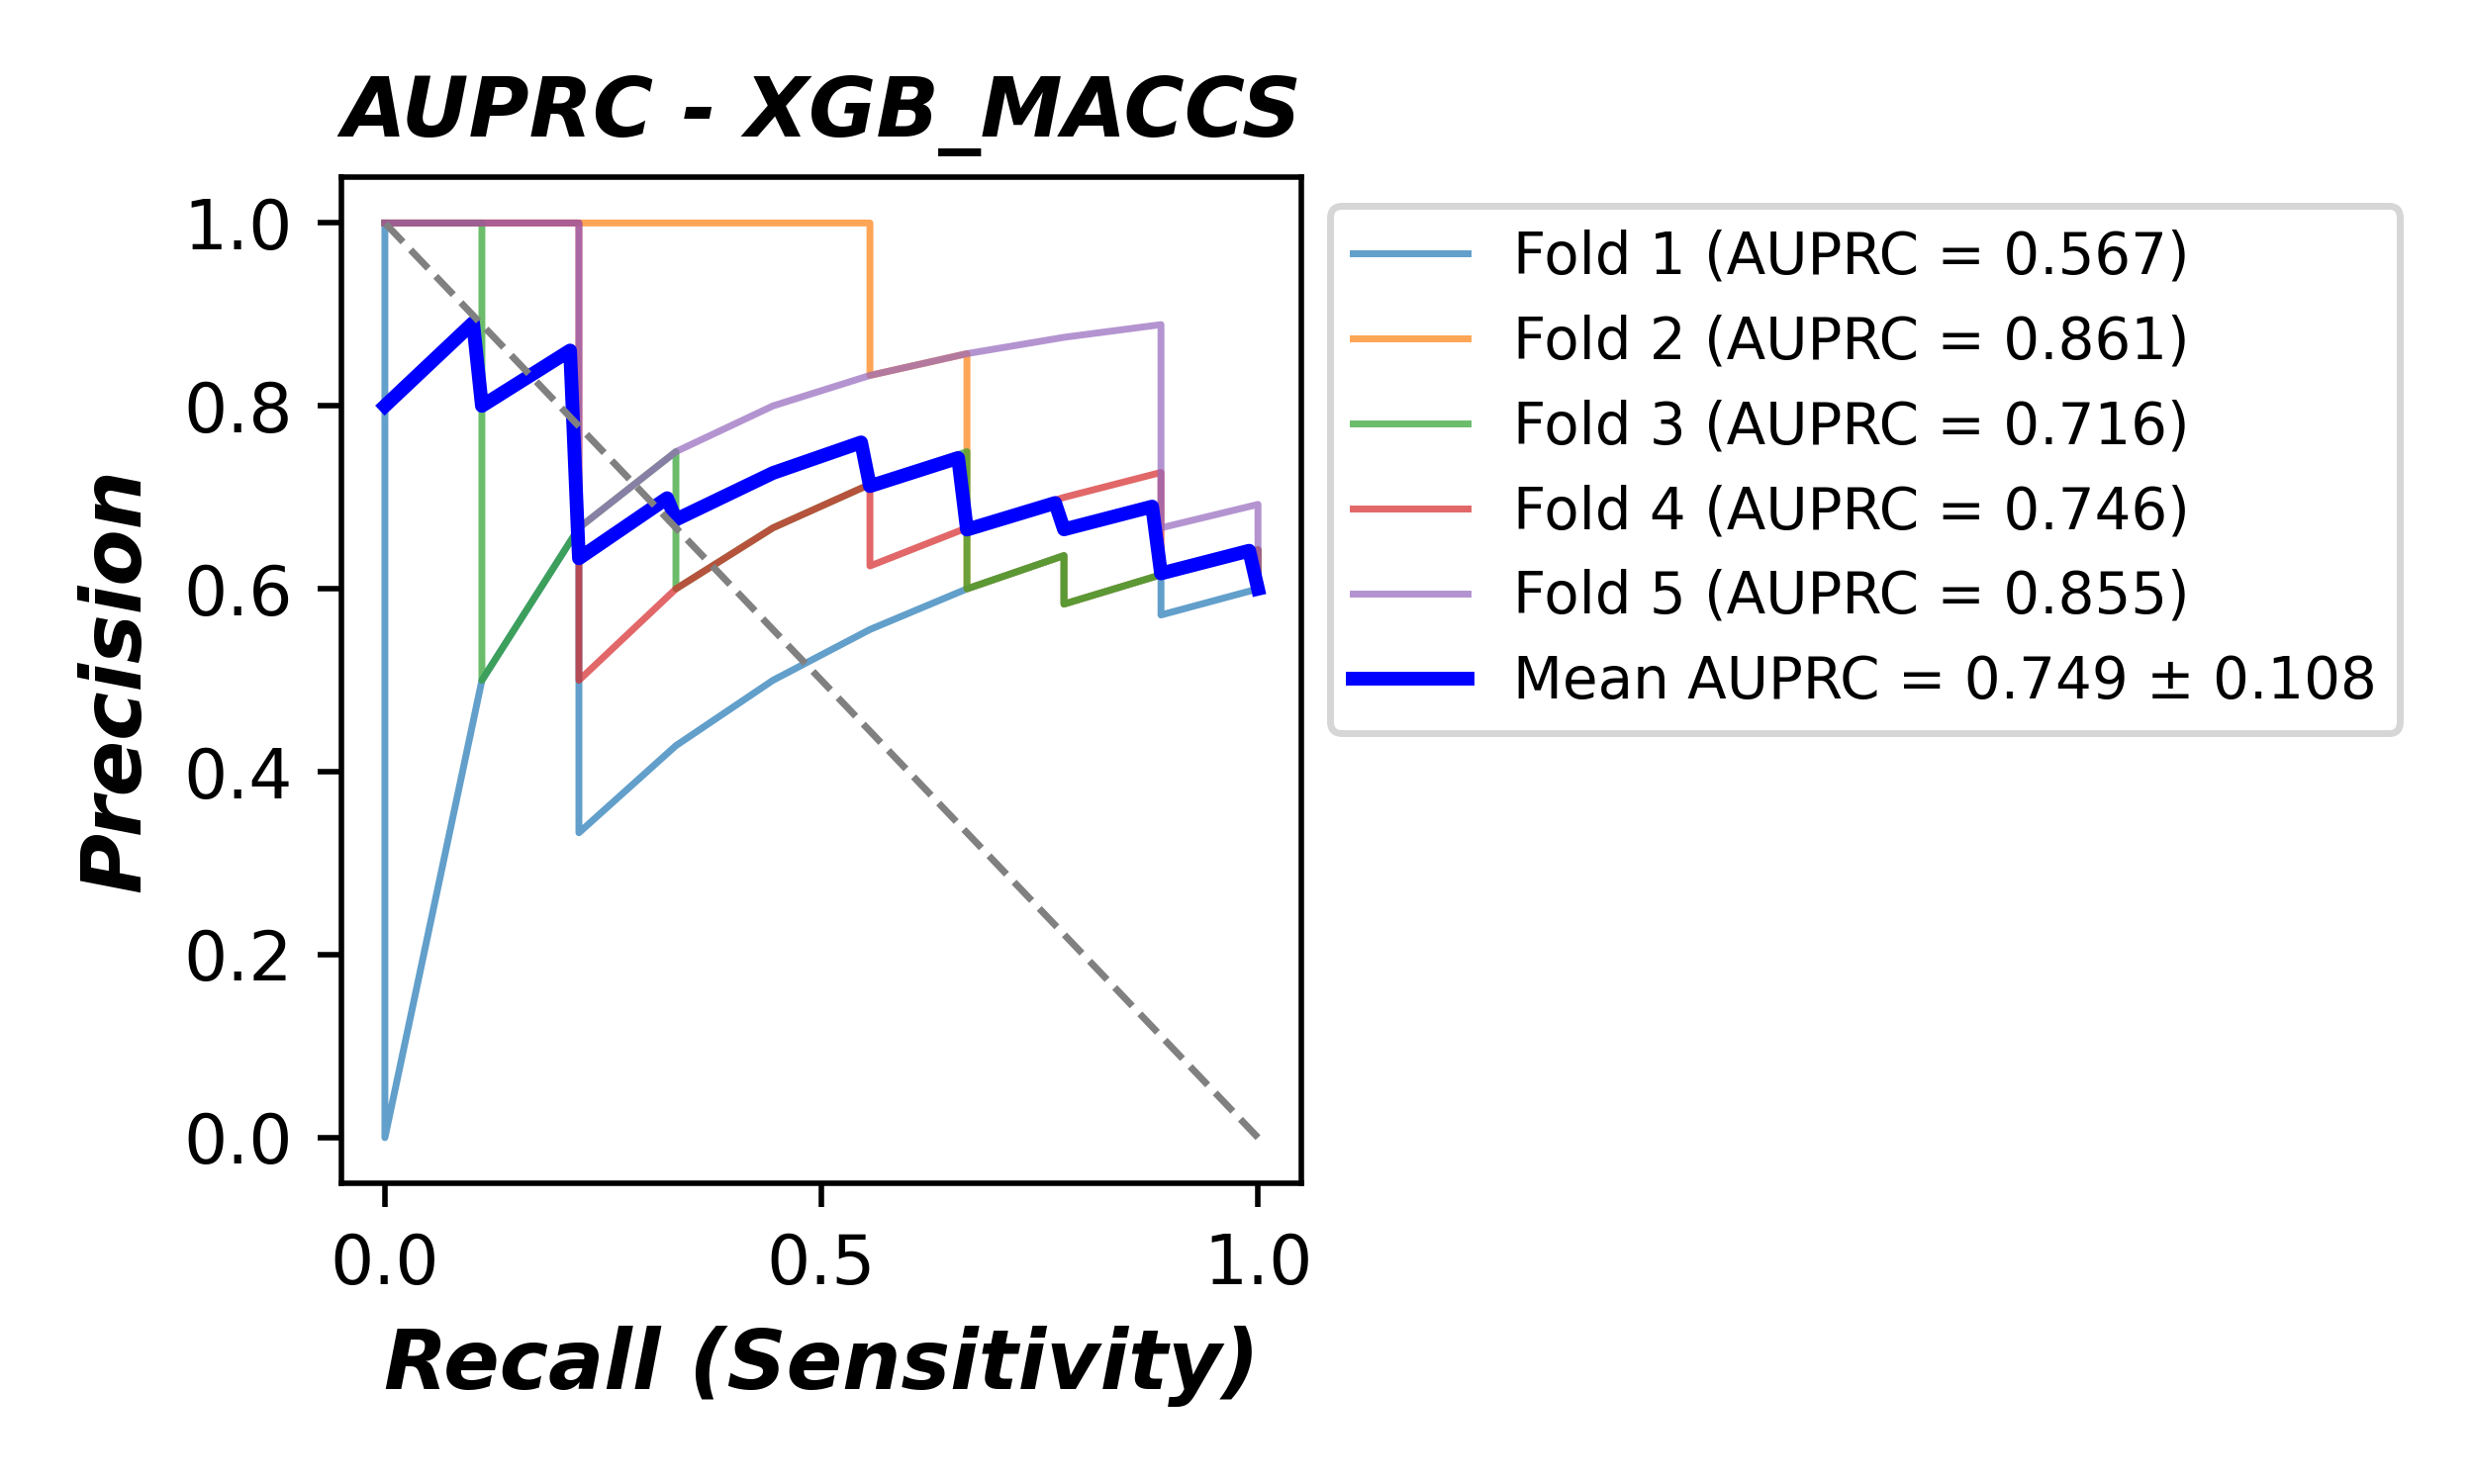 AUPRC - XGB_MACCS
Precision
1.0
0.8
0.6
0.4
0.2
0.0
0.0 0.5 1.0
Recall (Sensitivity)
Fold 1 (AUPRC = 0.567)
Fold 2 (AUPRC = 0.861)
Fold 3 (AUPRC = 0.716)
Fold 4 (AUPRC = 0.746)
Fold 5 (AUPRC = 0.855)
Mean AUPRC = 0.749 ± 0.108